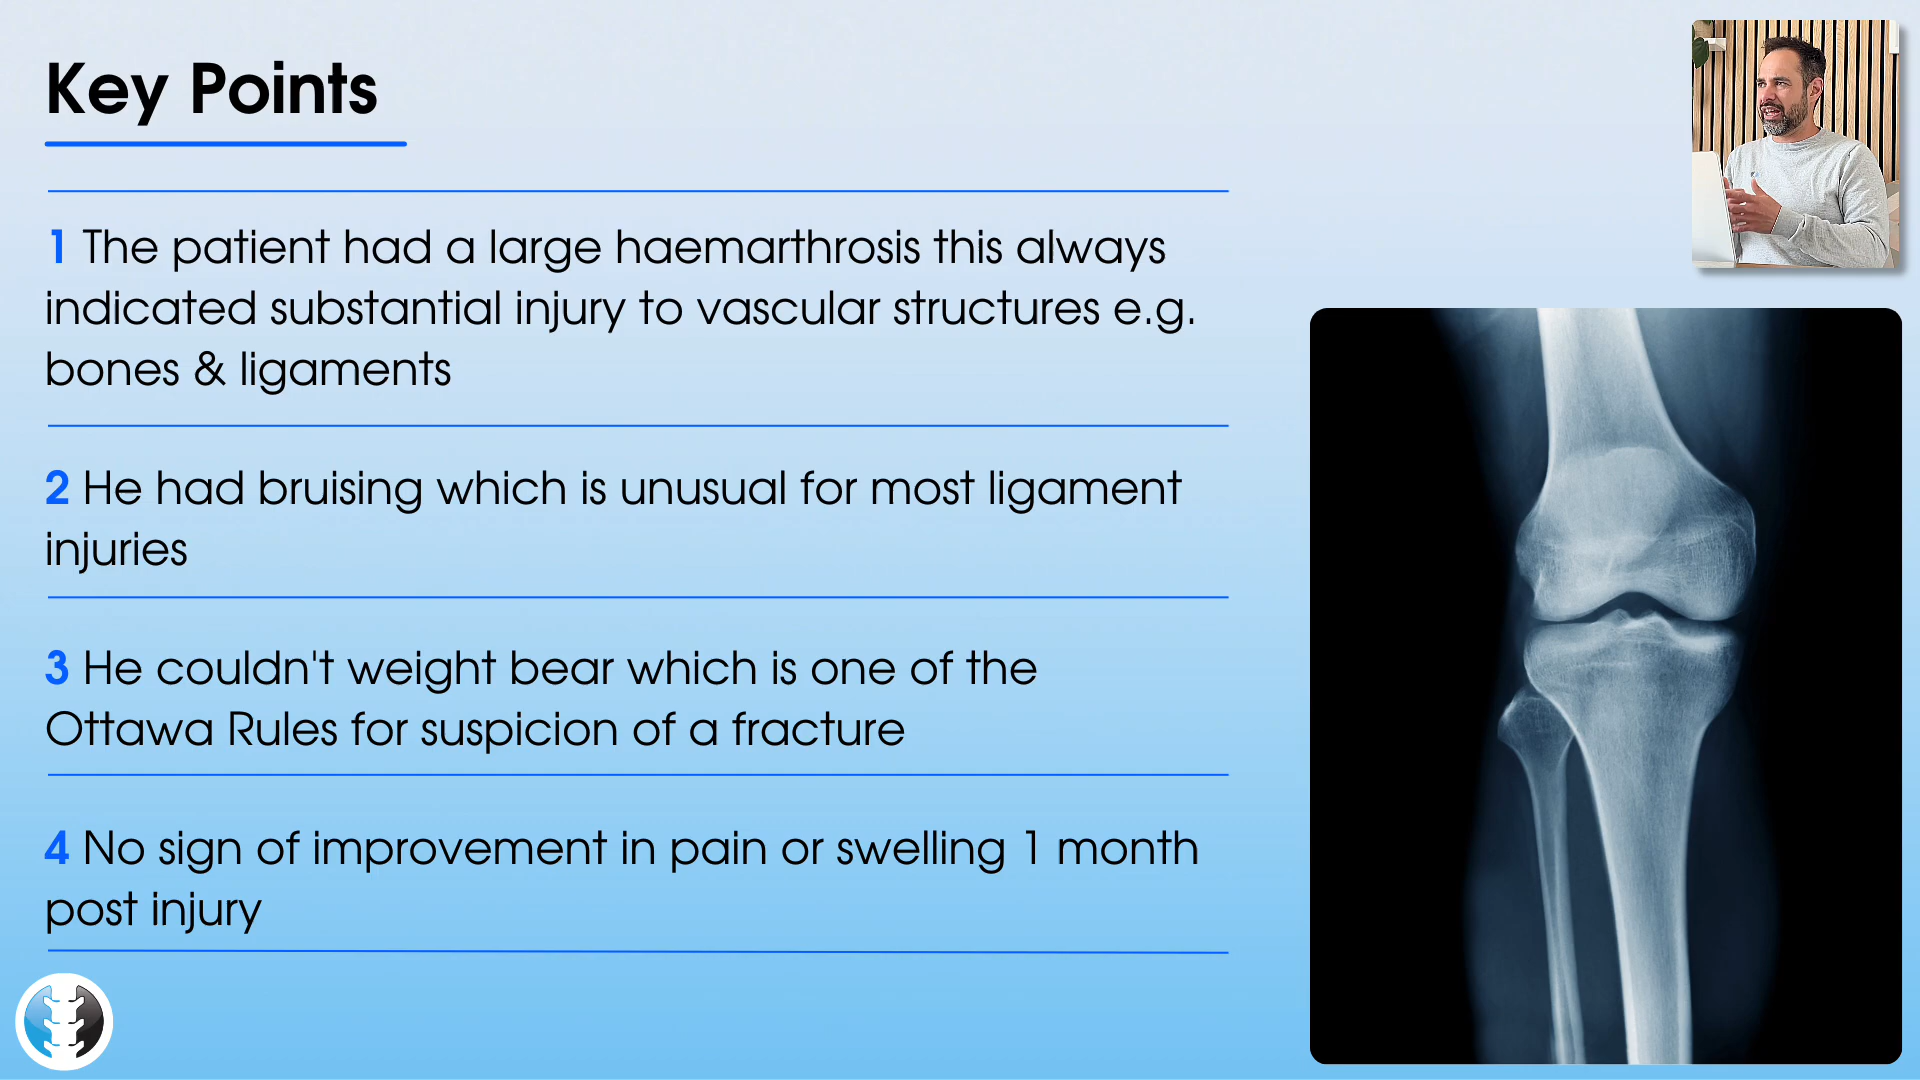 Key Points
1 The patient had a large haemarthrosis this always
indicated substantial injury to vascular structures e.g.
bones & ligaments
2 He had bruising which is unusual for most ligament
injuries
3 He couldn't weight bear which is one of the
Ottawa Rules for suspicion of a fracture
4 No sign of improvement in pain or swelling 1 month
post injury